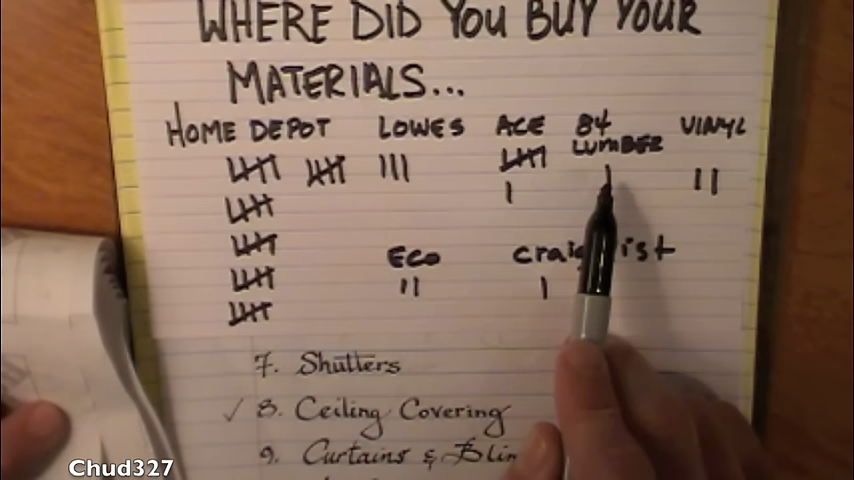 WHERE DID YOU BUY YOUR
MATERIALS...
HOME DEPOT LOWES ACE 84 LUMBER VINYL
ECO
7. Shutters
8. Ceiling Covering
9. Curtains &
Chud327